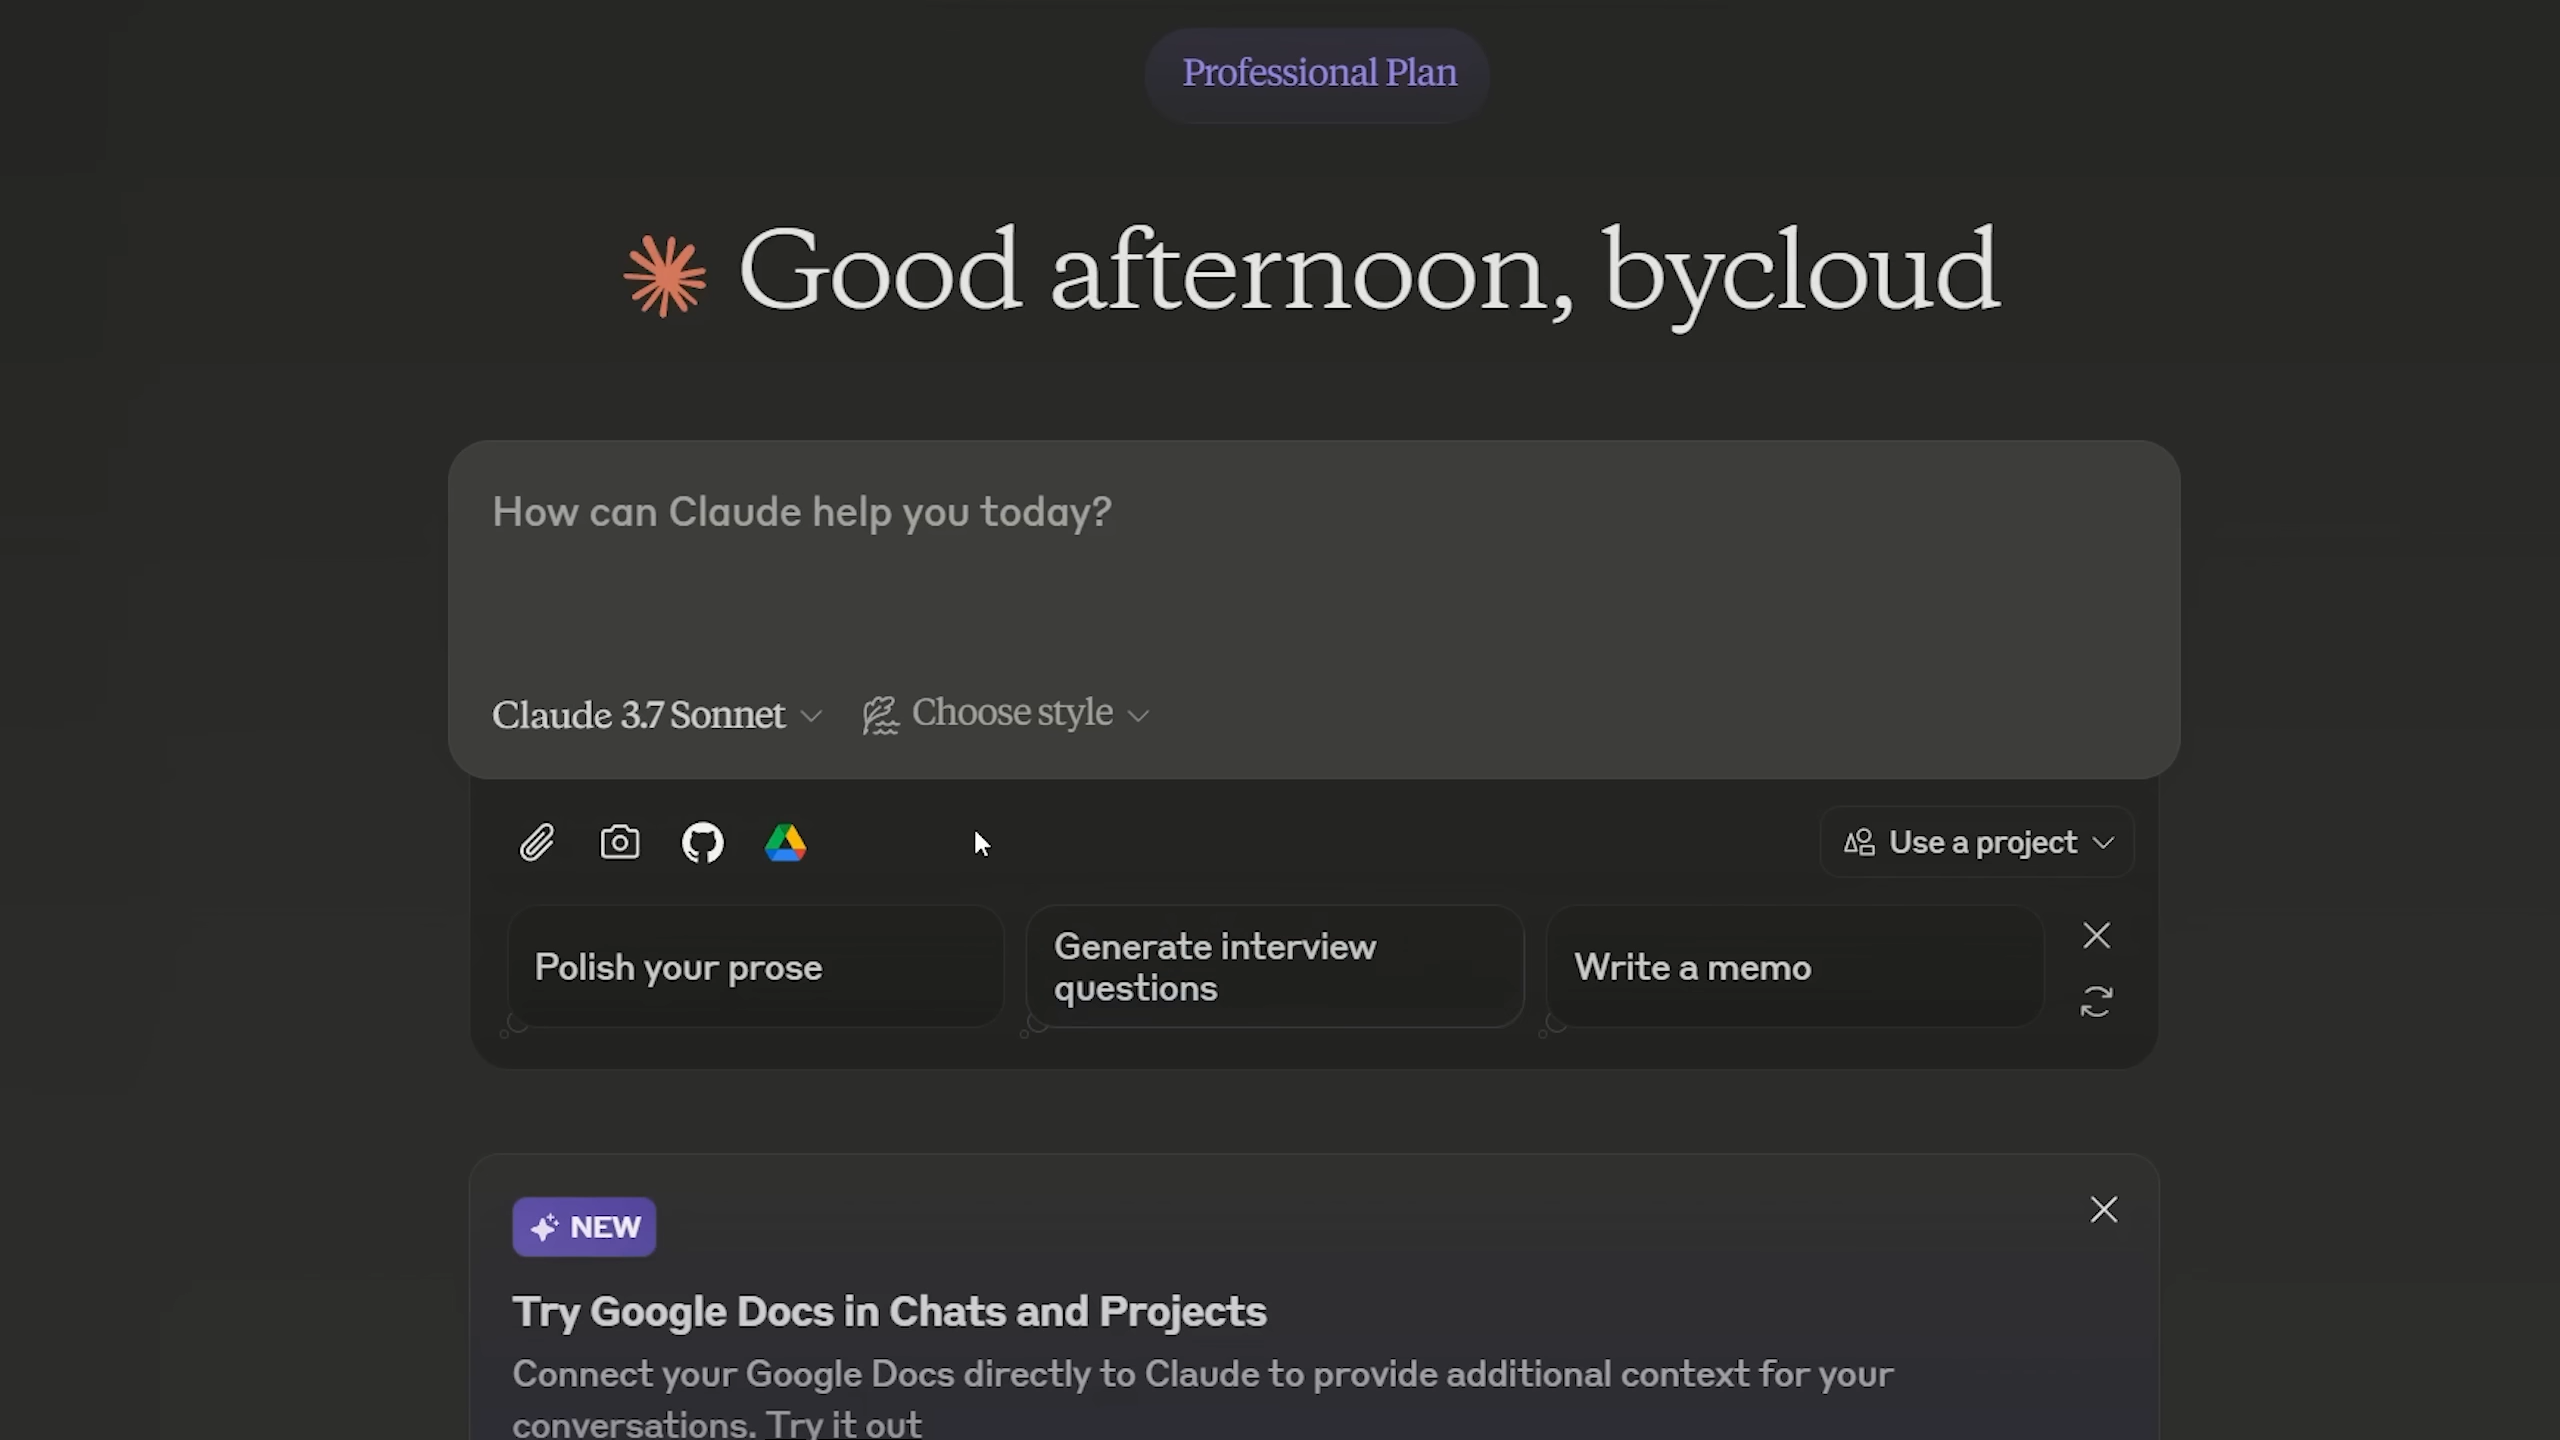 Professional Plan
Good afternoon, bycloud
How can Claude help you today?
Claude 3.7 Sonnet
Choose style
Use a project
Polish your prose
Generate interview
questions
Write a memo
NEW
Try Google Docs in Chats and Projects
Connect your Google Docs directly to Claude to provide additional context for your
conversations. Try it out